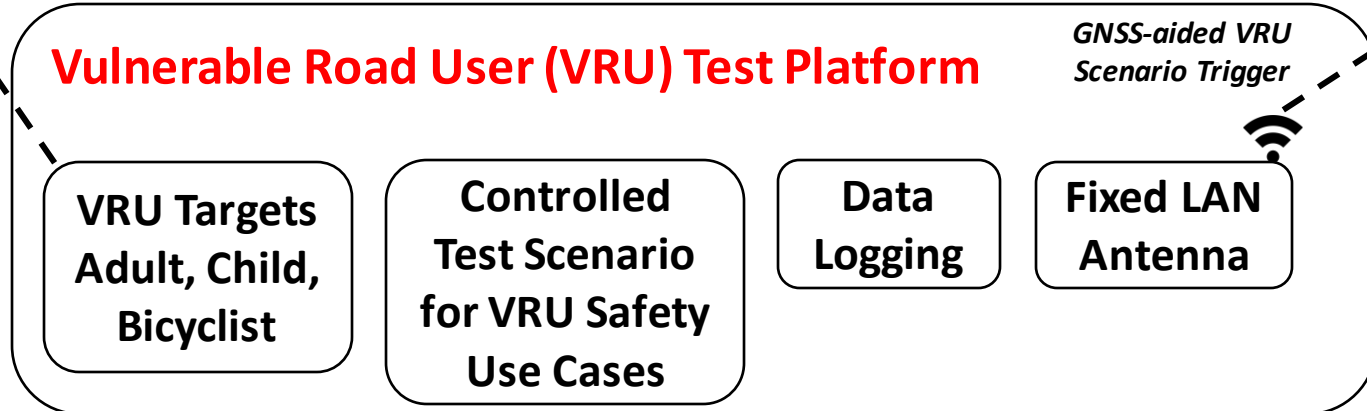 Vulnerable Road User (VRU) Test Platform
GNSS-aided VRU
Scenario Trigger
VRU Targets
Adult, Child,
Bicyclist
Controlled
Test Scenario
for VRU Safety
Use Cases
Data
Logging
Fixed LAN
Antenna